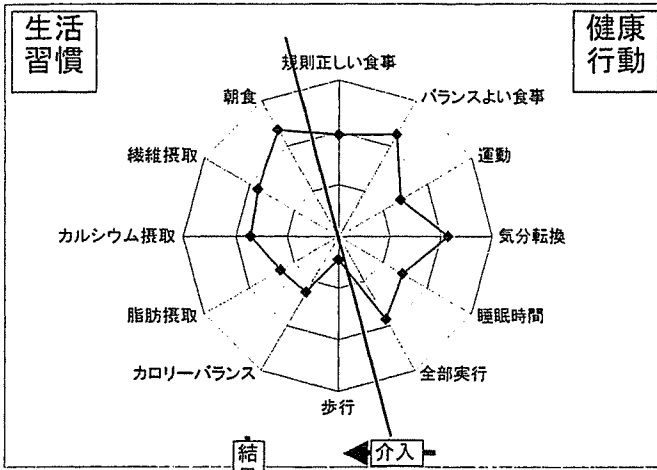 生活
習慣
健康
行動
規則正しい食事
朝食
バランスよい食事
繊維摂取
運動
カルシウム摂取
気分転換
脂肪摂取
睡眠時間
カロリーバランス
全部実行
歩行
結
介入